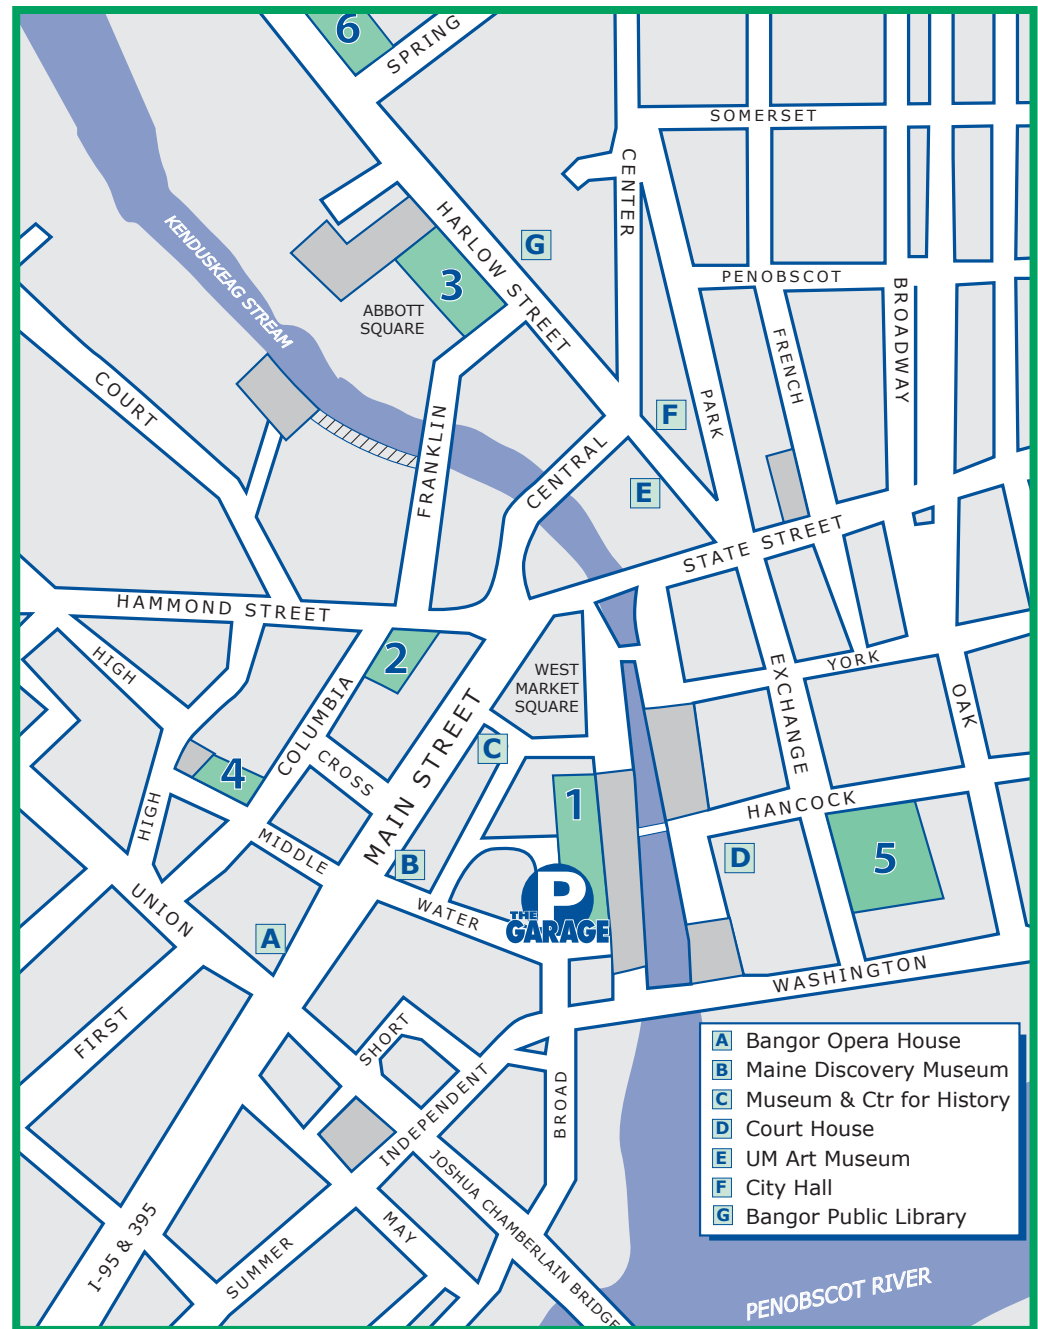 6
SPRING
SOMERSET
CENTER
HARLOW STREET
G
KENDUSKEAG STREAM
3
PENOBSCOT
BROADWAY
ABBOTT
SQUARE
FRENCH
COURT
PARK
F
FRANKLIN
CENTRAL
E
STATE STREET
HAMMOND STREET
HIGH
2
WEST
MARKET
SQUARE
YORK
EXCHANGE
OAK
COLUMBIA
MAIN STREET
C
CROSS
4
1
HANCOCK
HIGH
MIDDLE
B
D
5
UNION
WATER
P
THE
GARAGE
A
WASHINGTON
FIRST
SHORT
INDEPENDENT
BROAD
JOSHUA CHAMBERLAIN BRIDGE
MAY
SUMMER
I-95 & 395
A Bangor Opera House
B Maine Discovery Museum
C Museum & Ctr for History
D Court House
E UM Art Museum
F City Hall
G Bangor Public Library
PENOBSCOT RIVER